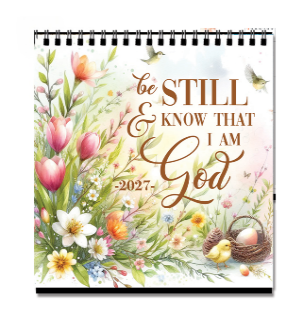 be STILL
& KNOW THAT
I AM
God
-2027-